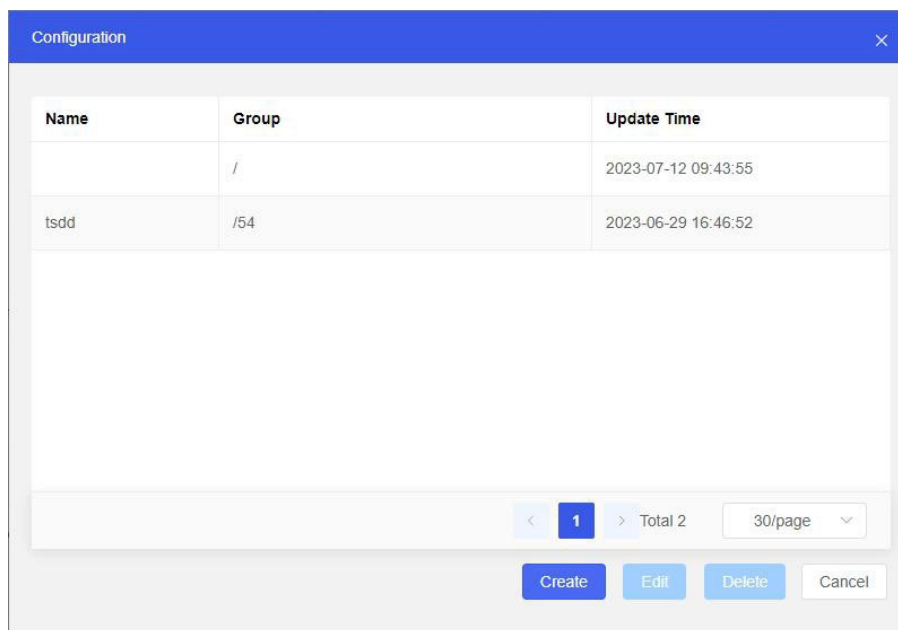 Configuration
Name Group Update Time
/ 2023-07-12 09:43:55
tsdd /54 2023-06-29 16:46:52
1 Total 2 30/page
Create Edit Delete Cancel